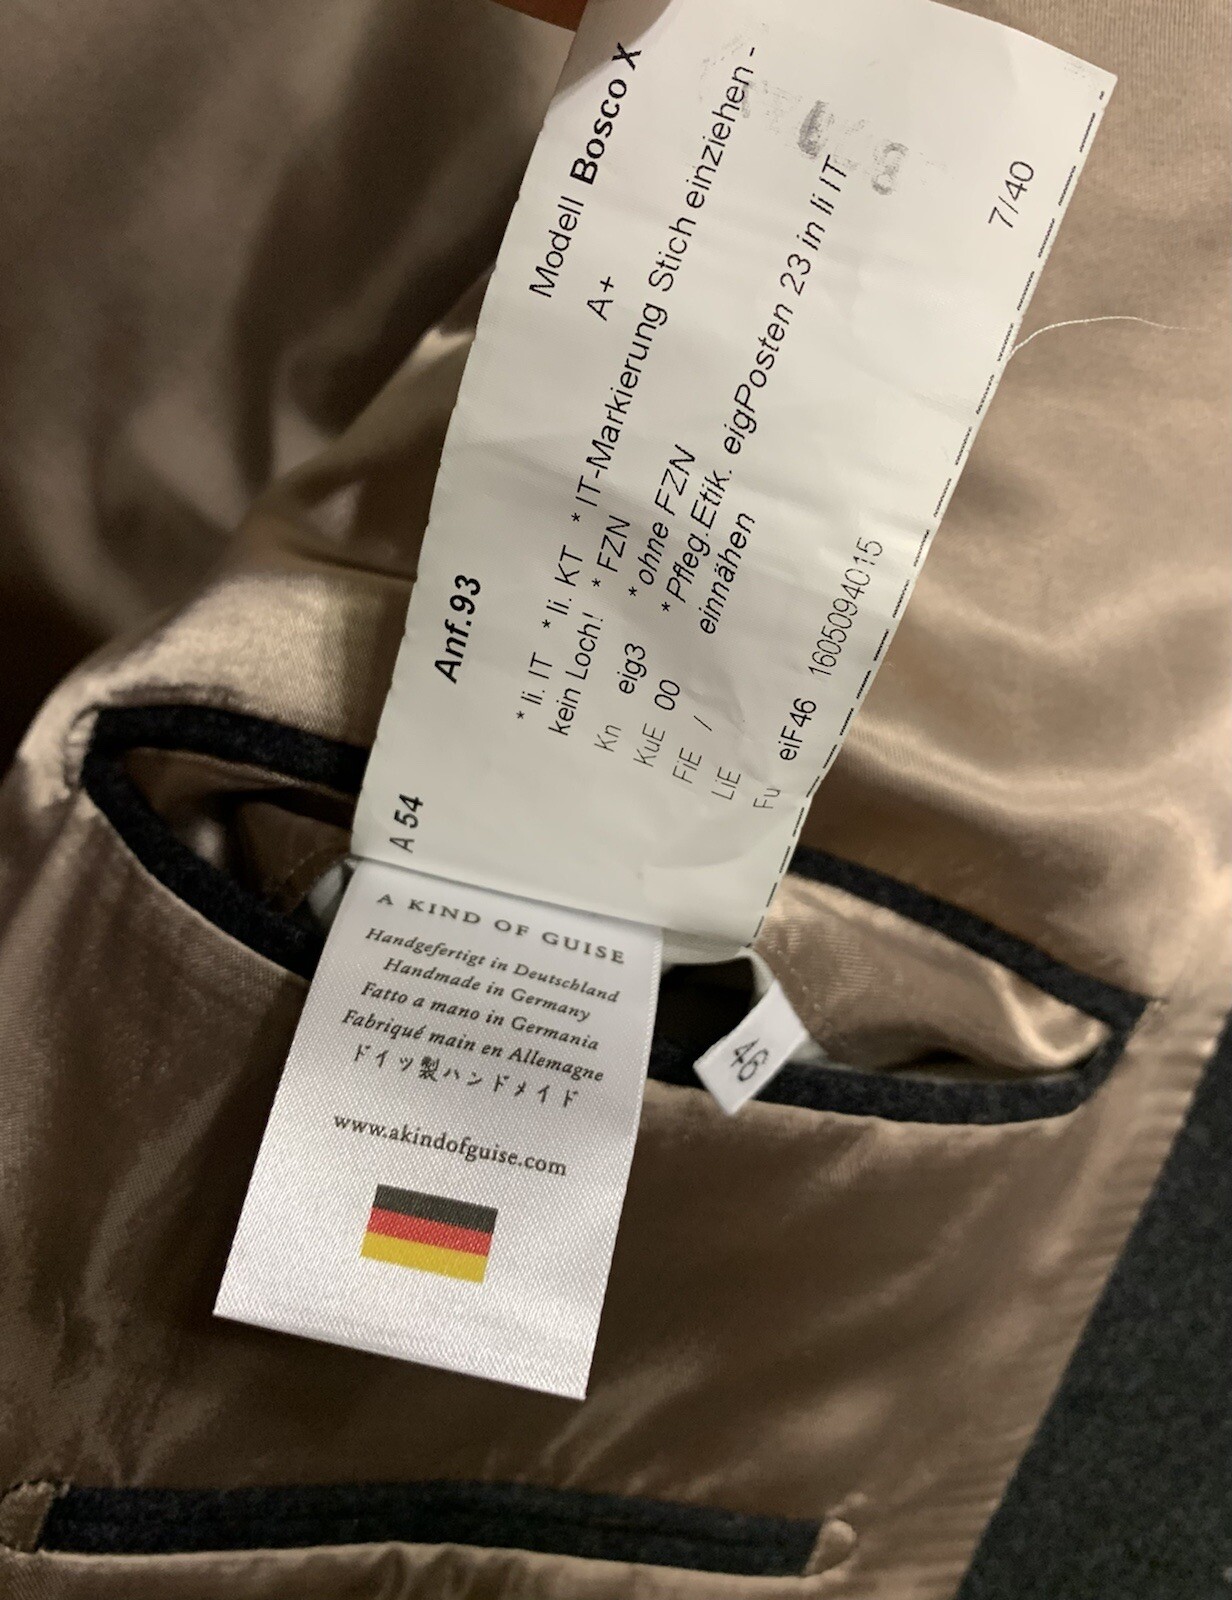 Modell Bosco X
A+
Anf.93
* li. IT * li. KT * IT-Markierung Stich einziehen -
kein Loch! * FZN
Kn eig3 * ohne FZN
KuE 00 * Pfleg.Etik. eigPosten 23 in li IT
FiE / einnähen
LiE
Fu eiF46 1605094015
7/40
A 54
A KIND OF GUISE
Handgefertigt in Deutschland
Handmade in Germany
Fatto a mano in Germania
Fabriqué main en Allemagne
ドイツ製ハンドメイド
www.akindofguise.com
46